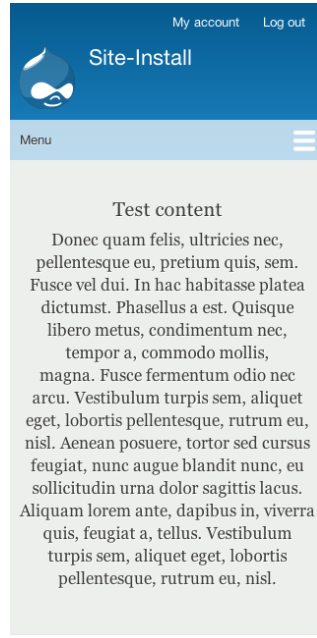 My account Log out
Site-Install
Menu
Test content
Donec quam felis, ultricies nec,
pellentesque eu, pretium quis, sem.
Fusce vel dui. In hac habitasse platea
dictumst. Phasellus a est. Quisque
libero metus, condimentum nec,
tempor a, commodo mollis,
magna. Fusce fermentum odio nec
arcu. Vestibulum turpis sem, aliquet
eget, lobortis pellentesque, rutrum eu,
nisl. Aenean posuere, tortor sed cursus
feugiat, nunc augue blandit nunc, eu
sollicitudin urna dolor sagittis lacus.
Aliquam lorem ante, dapibus in, viverra
quis, feugiat a, tellus. Vestibulum
turpis sem, aliquet eget, lobortis
pellentesque, rutrum eu, nisl.